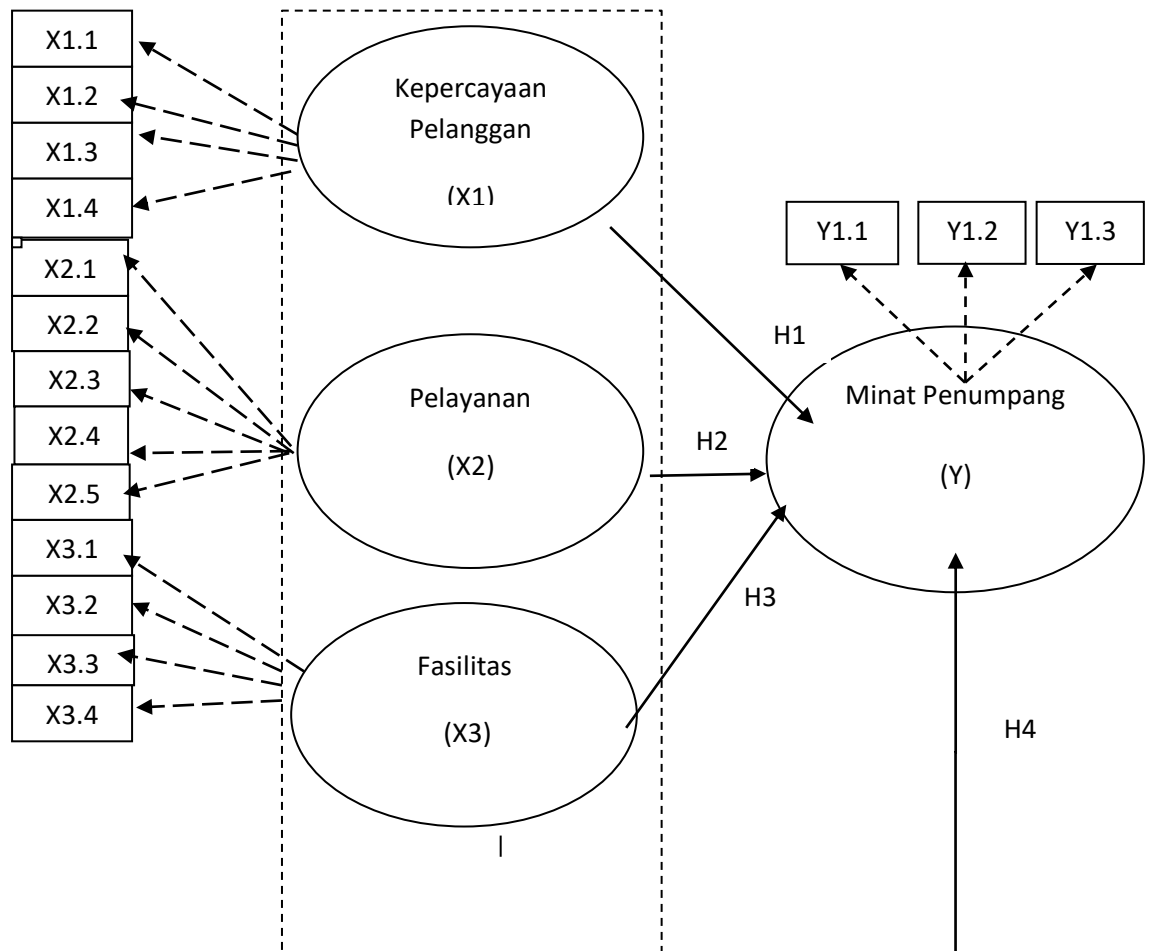 X1.1
X1.2
X1.3
X1.4
X2.1
X2.2
X2.3
X2.4
X2.5
X3.1
X3.2
X3.3
X3.4
Kepercayaan
Pelanggan
(X1)
Pelayanan
(X2)
Fasilitas
(X3)
H1
H2
H3
H4
Y1.1
Y1.2
Y1.3
Minat Penumpang
(Y)